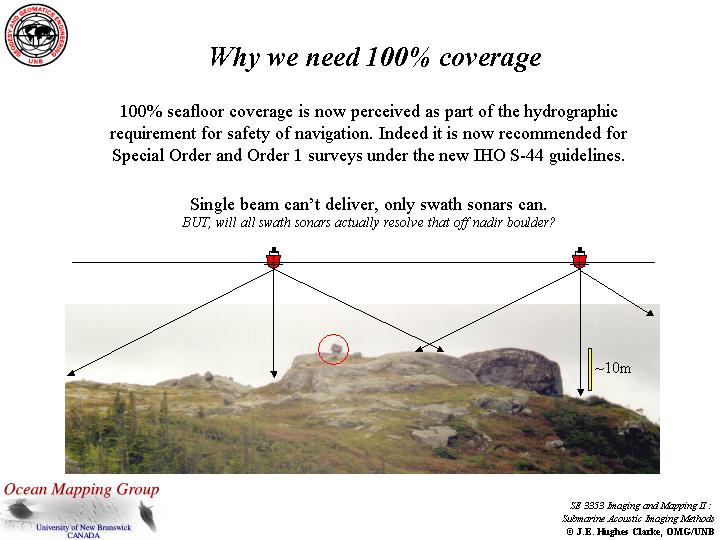 GEODESY AND GEOMATICS ENGINEERING
UNB
Why we need 100% coverage
100% seafloor coverage is now perceived as part of the hydrographic
requirement for safety of navigation. Indeed it is now recommended for
Special Order and Order 1 surveys under the new IHO S-44 guidelines.
Single beam can't deliver, only swath sonars can.
BUT, will all swath sonars actually resolve that off nadir boulder?
~10m
Ocean Mapping Group
University of New Brunswick
CANADA
SE 3353 Imaging and Mapping II :
Submarine Acoustic Imaging Methods
© J.E. Hughes Clarke, OMG/UNB